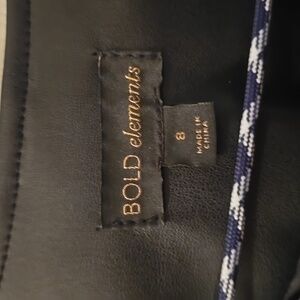 BOLD elements
8
MADE IN
CHINA